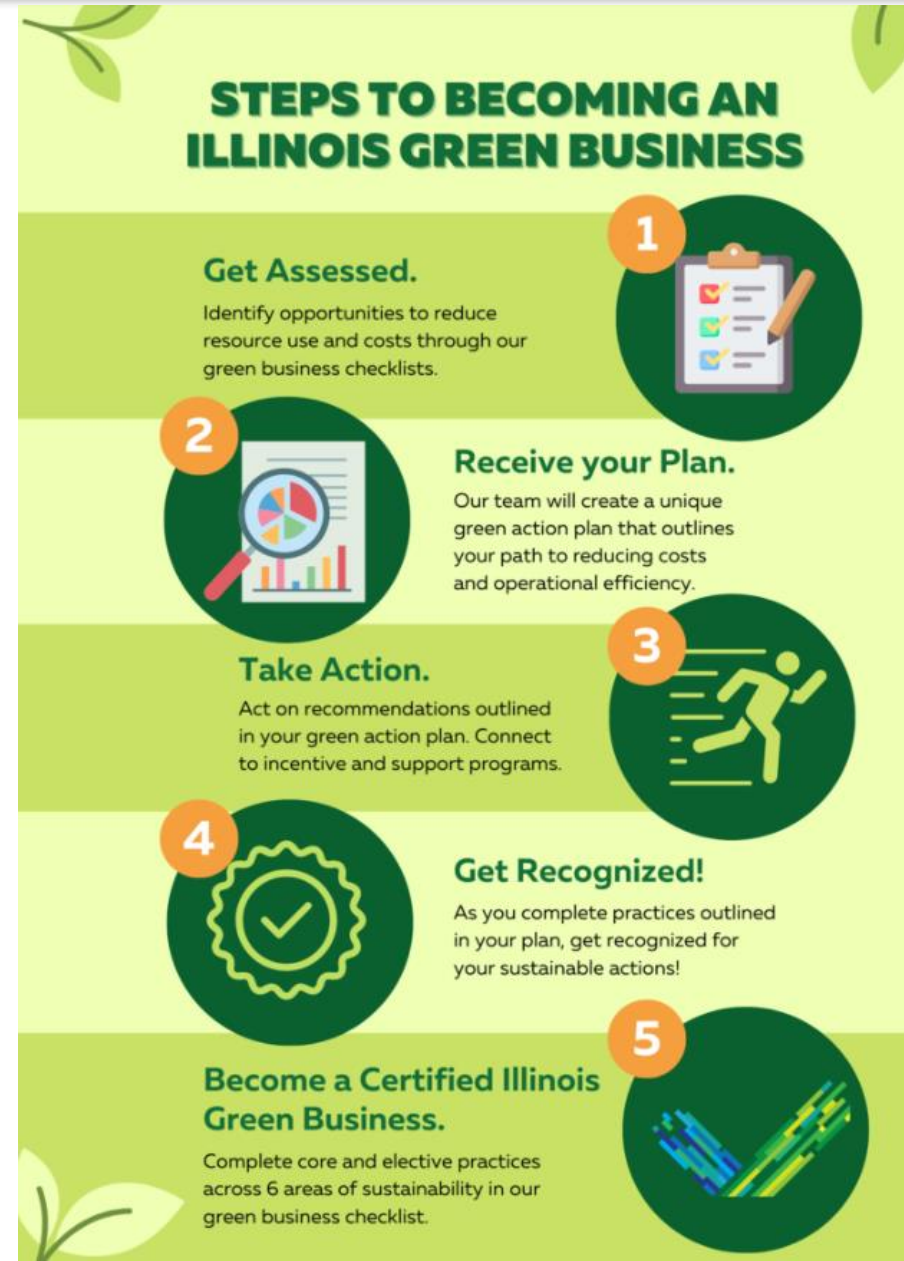 STEPS TO BECOMING AN
ILLINOIS GREEN BUSINESS
1
Get Assessed.
Identify opportunities to reduce
resource use and costs through our
green business checklists.
2
Receive your Plan.
Our team will create a unique
green action plan that outlines
your path to reducing costs
and operational efficiency.
3
Take Action.
Act on recommendations outlined
in your green action plan. Connect
to incentive and support programs.
4
Get Recognized!
As you complete practices outlined
in your plan, get recognized for
your sustainable actions!
5
Become a Certified Illinois
Green Business.
Complete core and elective practices
across 6 areas of sustainability in our
green business checklist.